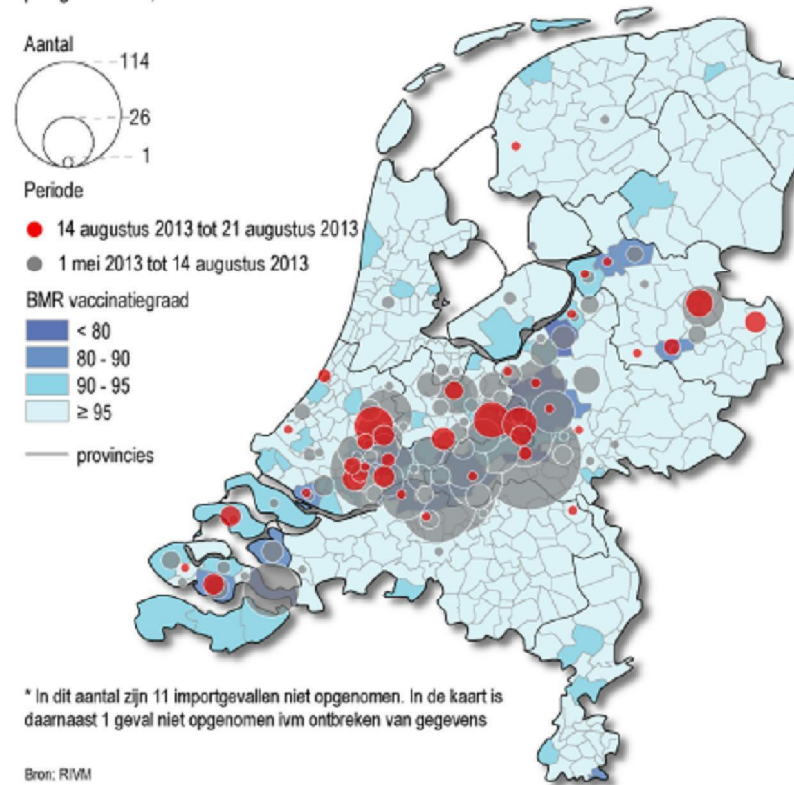 Aantal
114
26
1
Periode
14 augustus 2013 tot 21 augustus 2013
1 mei 2013 tot 14 augustus 2013
BMR vaccinatiegraad
< 80
80 - 90
90 - 95
≥ 95
provincies
* In dit aantal zijn 11 importgevallen niet opgenomen. In de kaart is
daarnaast 1 geval niet opgenomen ivm ontbreken van gegevens
Bron: RIVM